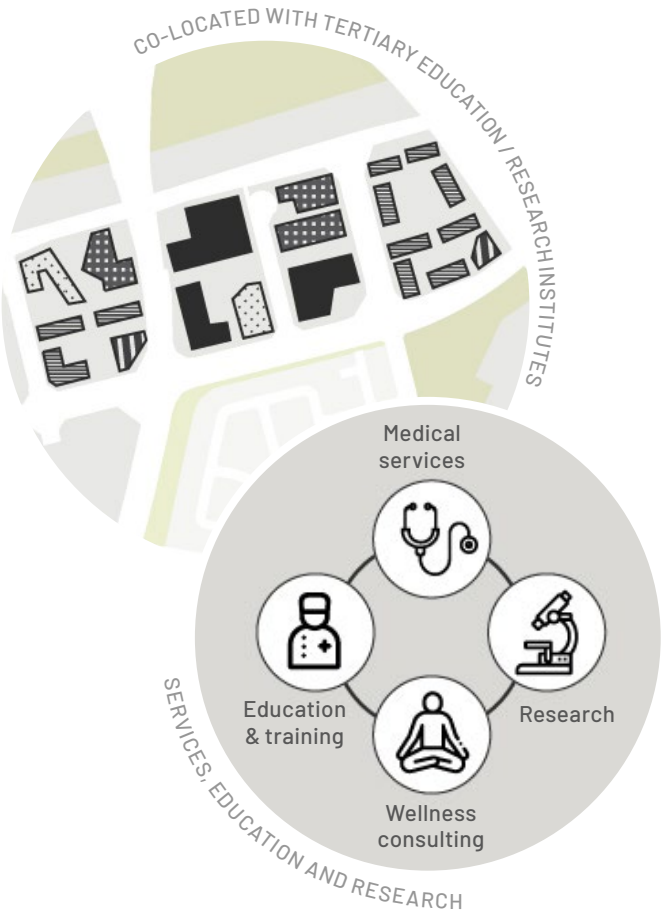 CO-LOCATED WITH TERTIARY EDUCATION / RESEARCH INSTITUTES
Medical
services
Education
& training
Research
Wellness
consulting
SERVICES, EDUCATION AND RESEARCH